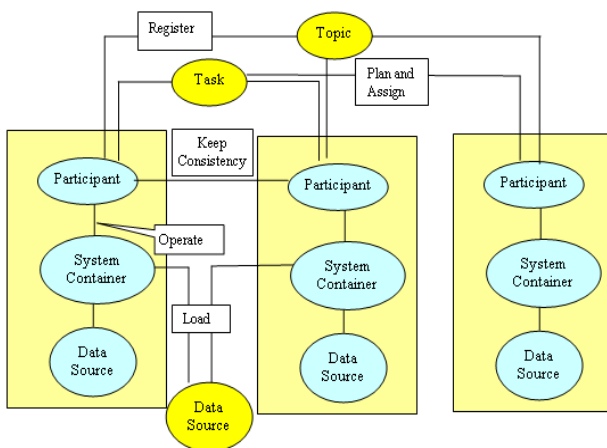 Register
Topic
Task
Plan and
Assign
Keep
Consistency
Participant
Participant
Participant
Operate
System
Container
System
Container
System
Container
Load
Data
Source
Data
Source
Data
Source
Data
Source